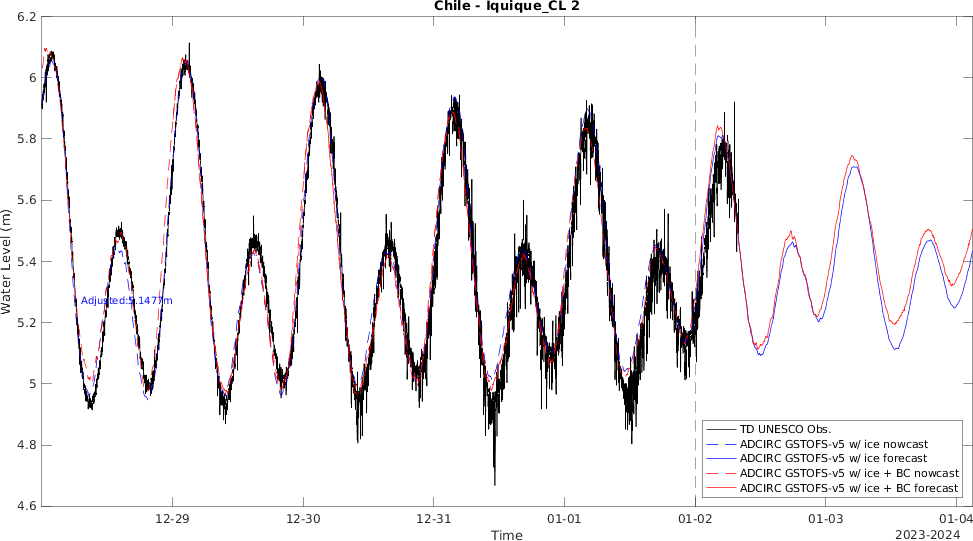 Chile - Iquique_CL 2
6.2
6
5.8
5.6
5.4
5.2
5
4.8
4.6
Water Level (m)
Adjusted:5.1477m
TD UNESCO Obs.
ADCIRC GSTOFS-v5 w/ ice nowcast
ADCIRC GSTOFS-v5 w/ ice forecast
ADCIRC GSTOFS-v5 w/ ice + BC nowcast
ADCIRC GSTOFS-v5 w/ ice + BC forecast
12-29 12-30 12-31 01-01 01-02 01-03 01-04
Time
2023-2024